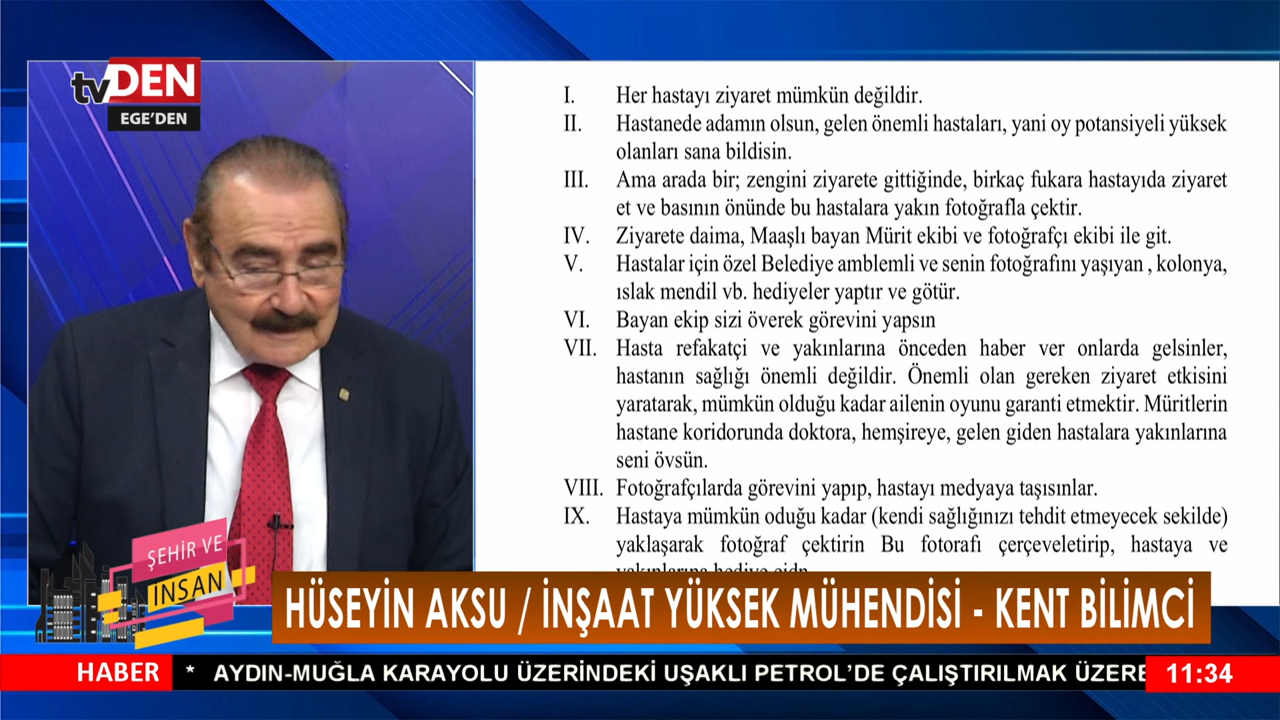 tvDEN
EGE'DEN
I. Her hastayı ziyaret mümkün değildir.
II. Hastanede adamın olsun, gelen önemli hastaları, yani oy potansiyeli yüksek
olanları sana bildisin.
III. Ama arada bir; zengini ziyarete gittiğinde, birkaç fukara hastayıda ziyaret
et ve basının önünde bu hastalara yakın fotoğrafla çektir.
IV. Ziyarete daima, Maaşlı bayan Mürit ekibi ve fotoğrafçı ekibi ile git.
V. Hastalar için özel Belediye amblemli ve senin fotoğrafını yaşıyan , kolonya,
ıslak mendil vb. hediyeler yaptır ve götür.
VI. Bayan ekip sizi överek görevini yapsın
VII. Hasta refakatçi ve yakınlarına önceden haber ver onlarda gelsinler,
hastanın sağlığı önemli değildir. Önemli olan gereken ziyaret etkisini
yaratarak, mümkün olduğu kadar ailenin oyunu garanti etmektir. Müritlerin
hastane koridorunda doktora, hemşireye, gelen giden hastalara yakınlarına
seni övsün.
VIII. Fotoğrafçılarda görevini yapıp, hastayı medyaya taşısınlar.
IX. Hastaya mümkün oduğu kadar (kendi sağlığınızı tehdit etmeyecek sekilde)
yaklaşarak fotoğraf çektirin Bu fotorafı çerçeveletirip, hastaya ve
ŞEHİR VE
INSAN
HÜSEYİN AKSU / İNŞAAT YÜKSEK MÜHENDİSİ - KENT BİLİMCİ
HABER * AYDIN-MUĞLA KARAYOLU ÜZERİNDEKİ UŞAKLI PETROL'DE ÇALIŞTIRILMAK ÜZERE 11:34